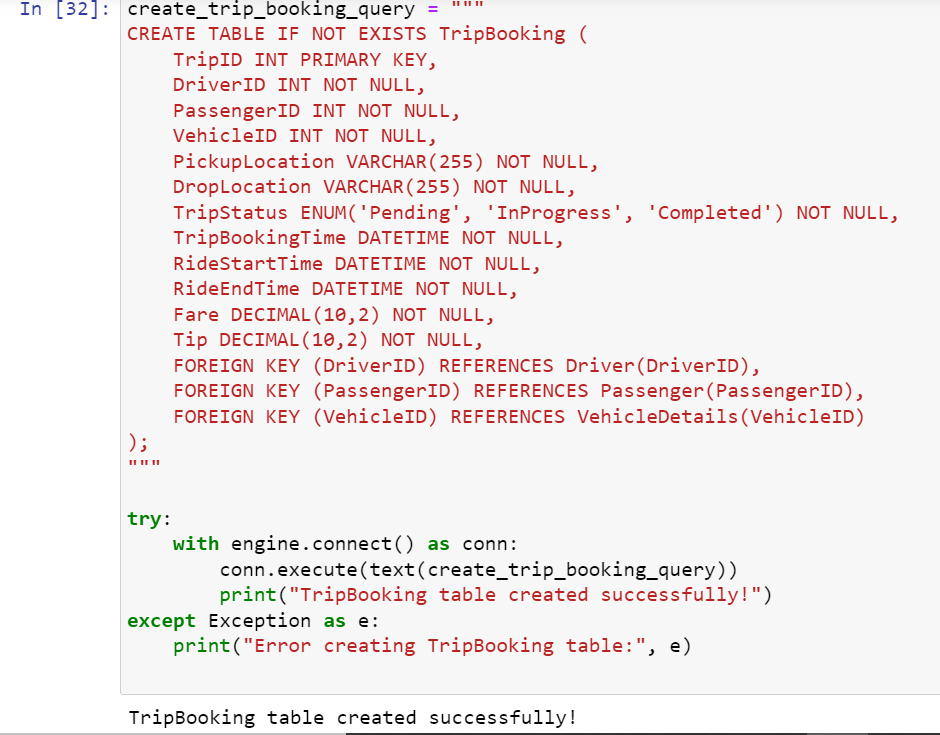 In [32]: create_trip_booking_query = """
CREATE TABLE IF NOT EXISTS TripBooking (
    TripID INT PRIMARY KEY,
    DriverID INT NOT NULL,
    PassengerID INT NOT NULL,
    VehicleID INT NOT NULL,
    PickupLocation VARCHAR(255) NOT NULL,
    DropLocation VARCHAR(255) NOT NULL,
    TripStatus ENUM('Pending', 'InProgress', 'Completed') NOT NULL,
    TripBookingTime DATETIME NOT NULL,
    RideStartTime DATETIME NOT NULL,
    RideEndTime DATETIME NOT NULL,
    Fare DECIMAL(10,2) NOT NULL,
    Tip DECIMAL(10,2) NOT NULL,
    FOREIGN KEY (DriverID) REFERENCES Driver(DriverID),
    FOREIGN KEY (PassengerID) REFERENCES Passenger(PassengerID),
    FOREIGN KEY (VehicleID) REFERENCES VehicleDetails(VehicleID)
);
"""
try:
    with engine.connect() as conn:
        conn.execute(text(create_trip_booking_query))
        print("TripBooking table created successfully!")
except Exception as e:
    print("Error creating TripBooking table:", e)
TripBooking table created successfully!